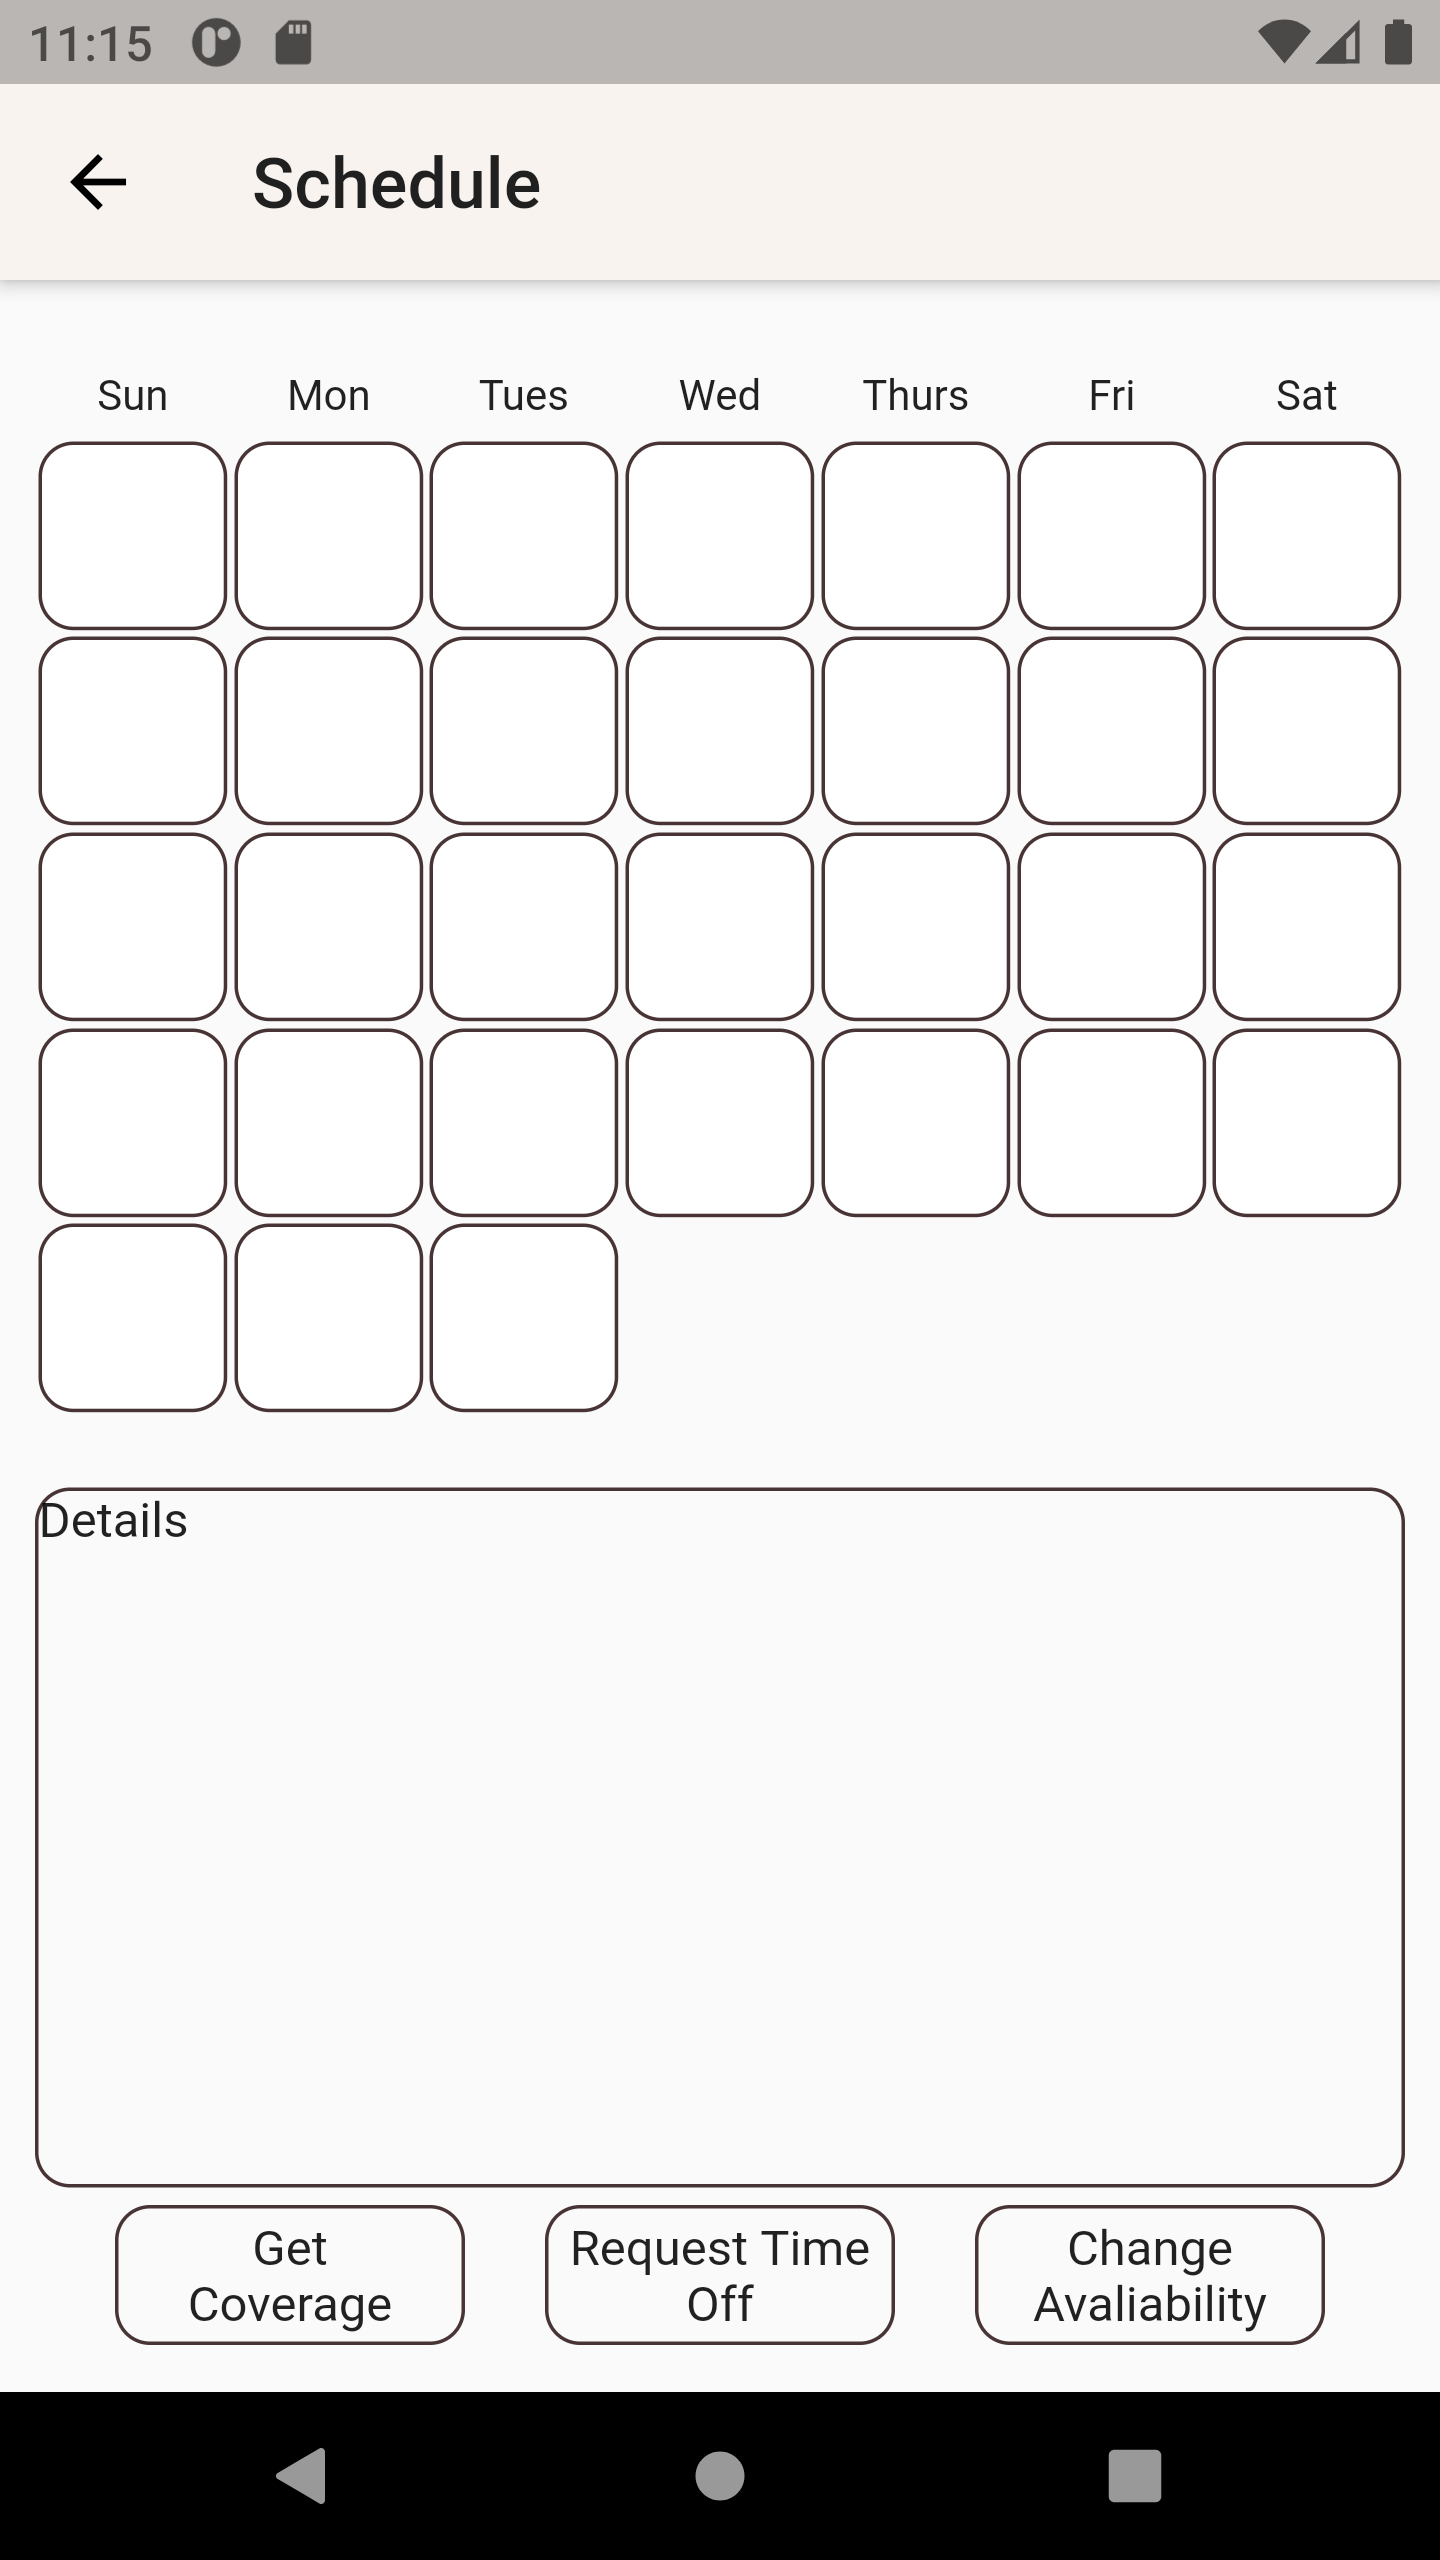 11:15
Schedule
Sun Mon Tues Wed Thurs Fri Sat
Details
Get
Coverage
Request Time
Off
Change
Avaliability